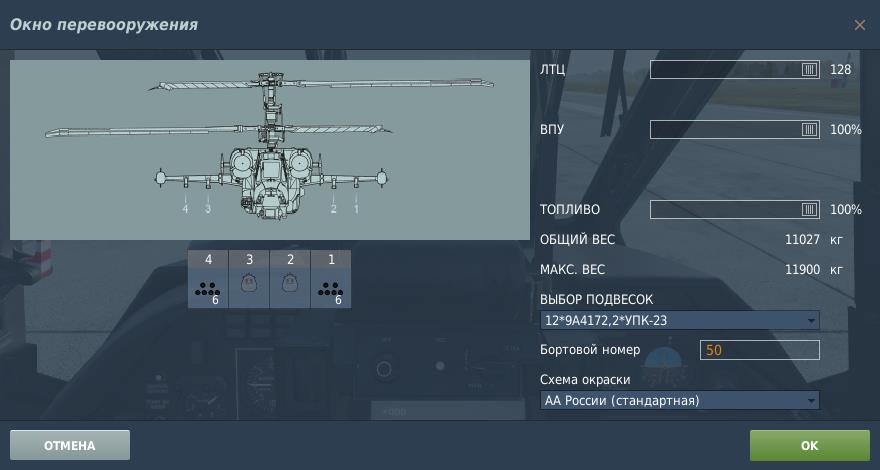 Окно перевооружения
×
ЛТЦ 128
ВПУ 100%
4 3 2 1
ТОПЛИВО 100%
ОБЩИЙ ВЕС 11027 кг
4 3 2 1
6 6
МАКС. ВЕС 11900 кг
ВЫБОР ПОДВЕСОК
12*9А4172,2*УПК-23
Бортовой номер 50
Схема окраски
АА России (стандартная)
ОТМЕНА
OK